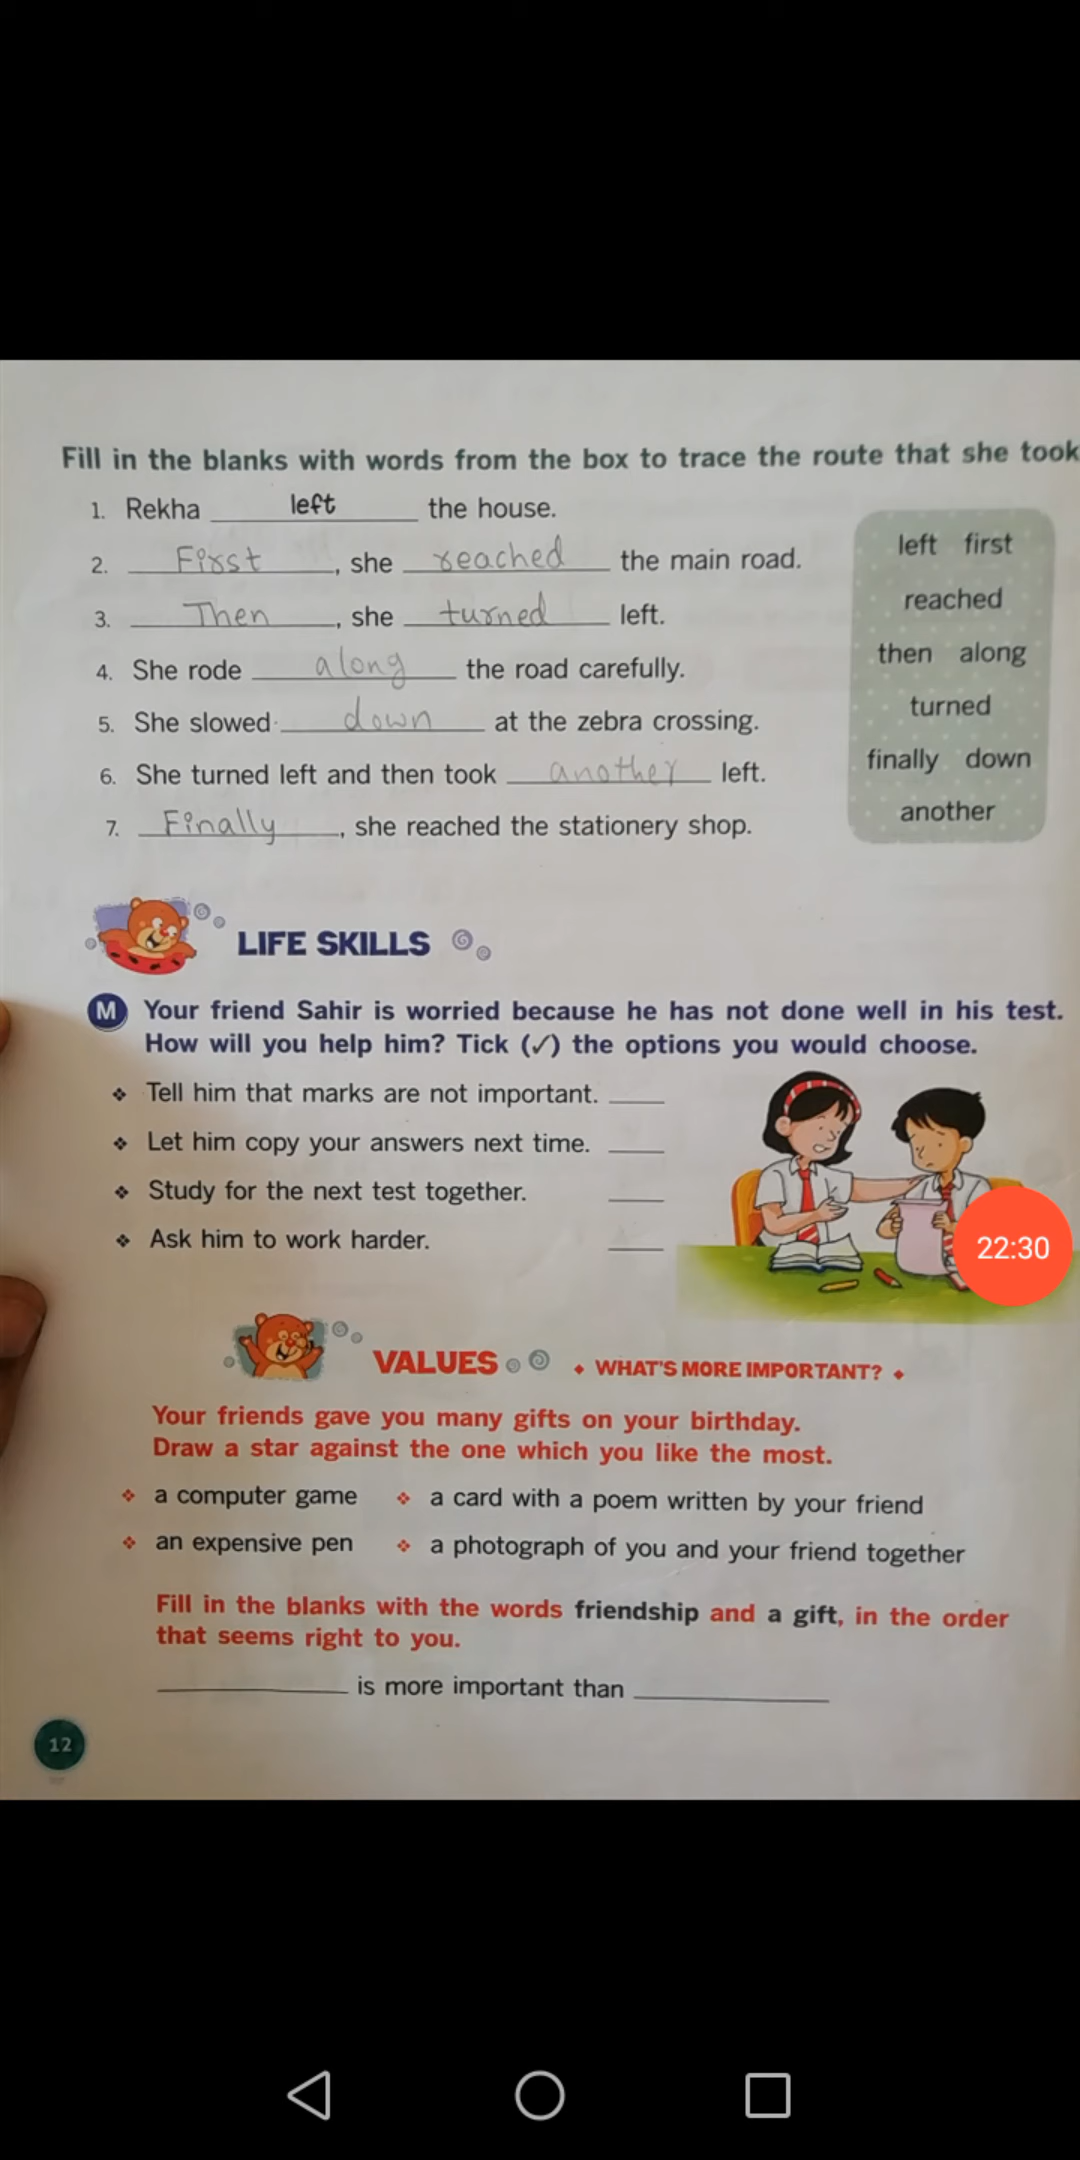 Fill in the blanks with words from the box to trace the route that she took
1. Rekha left the house.
2. First, she reached the main road.
3. Then, she turned left.
4. She rode along the road carefully.
5. She slowed down at the zebra crossing.
6. She turned left and then took another left.
7. Finally, she reached the stationery shop.
left first
reached
then along
turned
finally down
another
LIFE SKILLS
M Your friend Sahir is worried because he has not done well in his test.
How will you help him? Tick (✓) the options you would choose.
❖ Tell him that marks are not important. ____
❖ Let him copy your answers next time. ____
❖ Study for the next test together. ____
❖ Ask him to work harder. ____
22:30
VALUES ◆ WHAT'S MORE IMPORTANT? ◆
Your friends gave you many gifts on your birthday.
Draw a star against the one which you like the most.
❖ a computer game ❖ a card with a poem written by your friend
❖ an expensive pen ❖ a photograph of you and your friend together
Fill in the blanks with the words friendship and a gift, in the order
that seems right to you.
____ is more important than ____
12